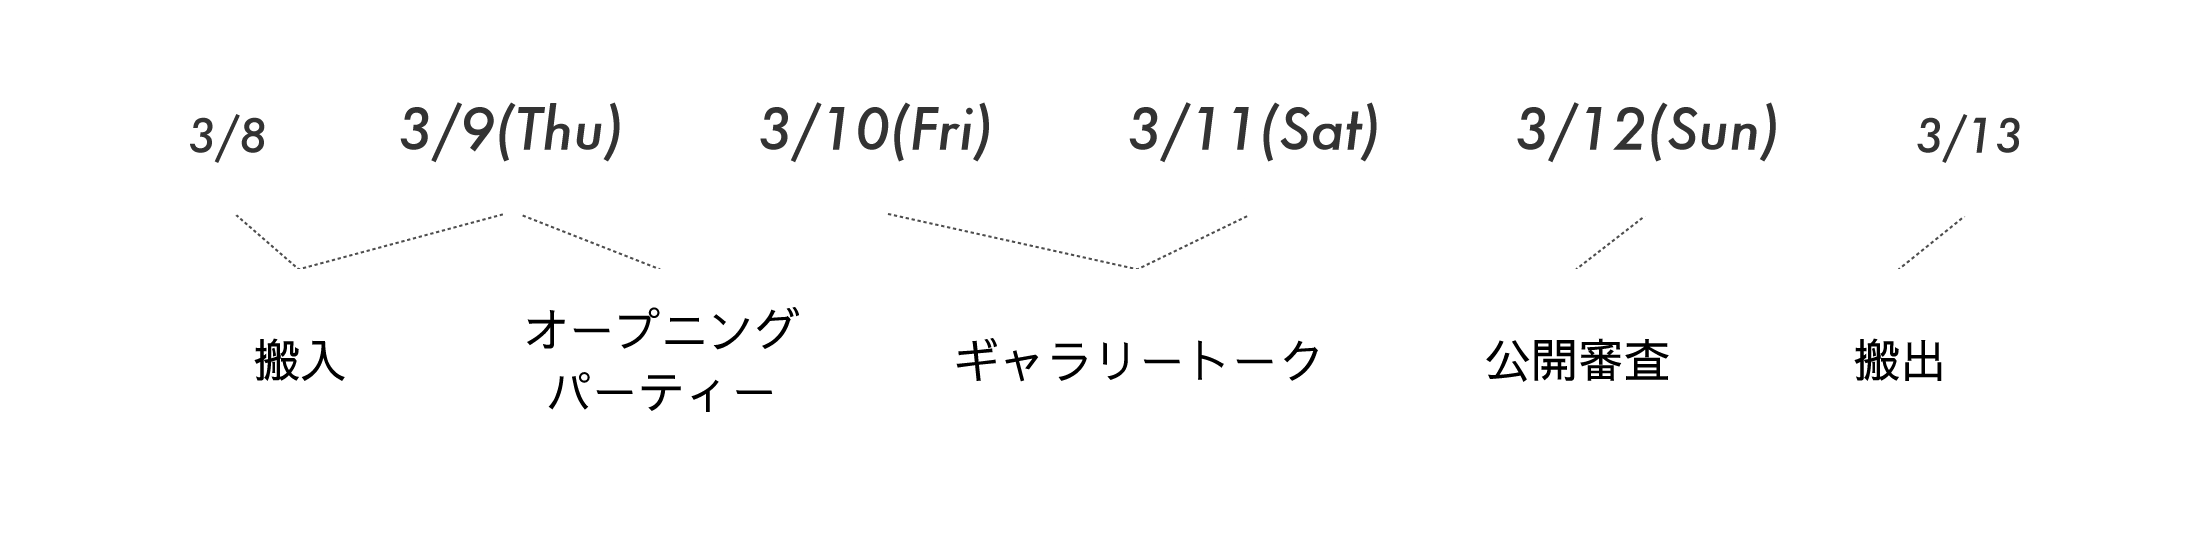 3/8 3/9(Thu) 3/10(Fri) 3/11(Sat) 3/12(Sun) 3/13
搬入
オープニング
パーティー
ギャラリートーク
公開審査
搬出